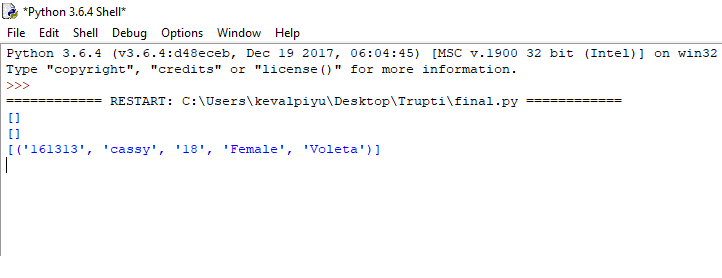 *Python 3.6.4 Shell*
File Edit Shell Debug Options Window Help
Python 3.6.4 (v3.6.4:d48eceb, Dec 19 2017, 06:04:45) [MSC v.1900 32 bit (Intel)] on win32
Type "copyright", "credits" or "license()" for more information.
>>>
============ RESTART: C:\Users\kevalpiyu\Desktop\Trupti\final.py ============
[]
[]
[('161313', 'cassy', '18', 'Female', 'Voleta')]